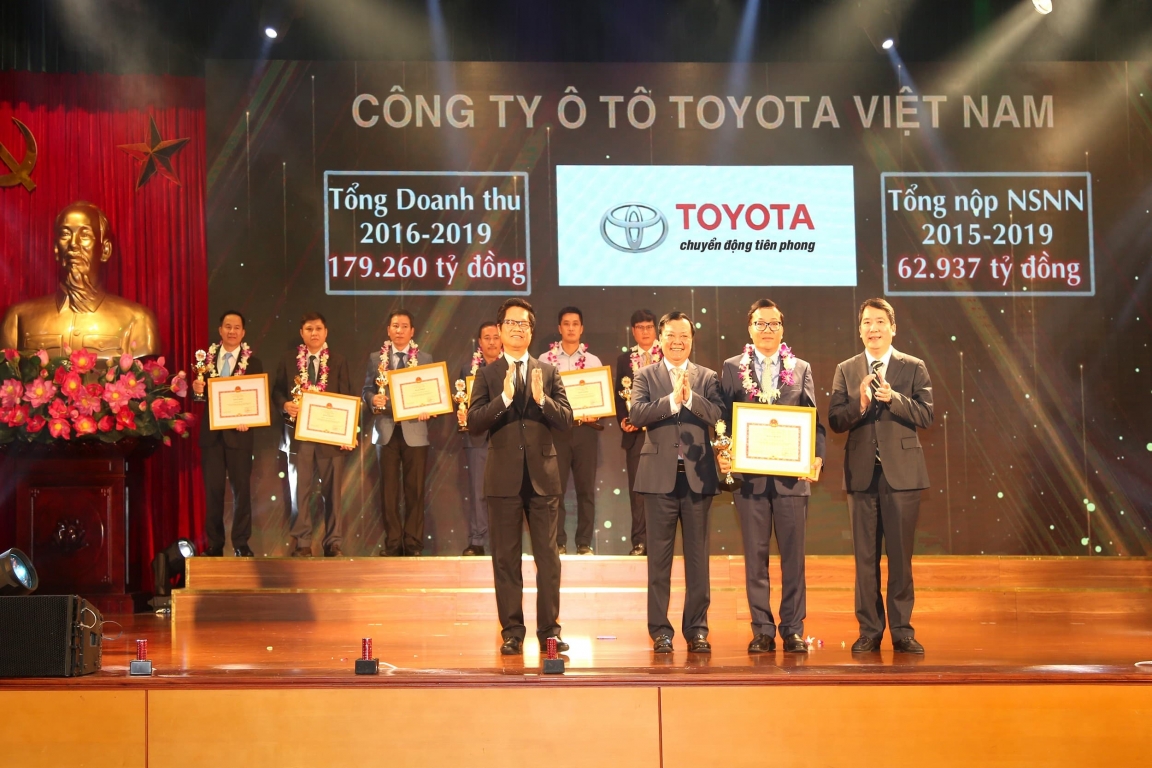 CÔNG TY Ô TÔ TOYOTA VIỆT NAM
Tổng Doanh thu
2016-2019
179.260 tỷ đồng
TOYOTA
chuyển động tiên phong
Tổng nộp NSNN
2015-2019
62.937 tỷ đồng